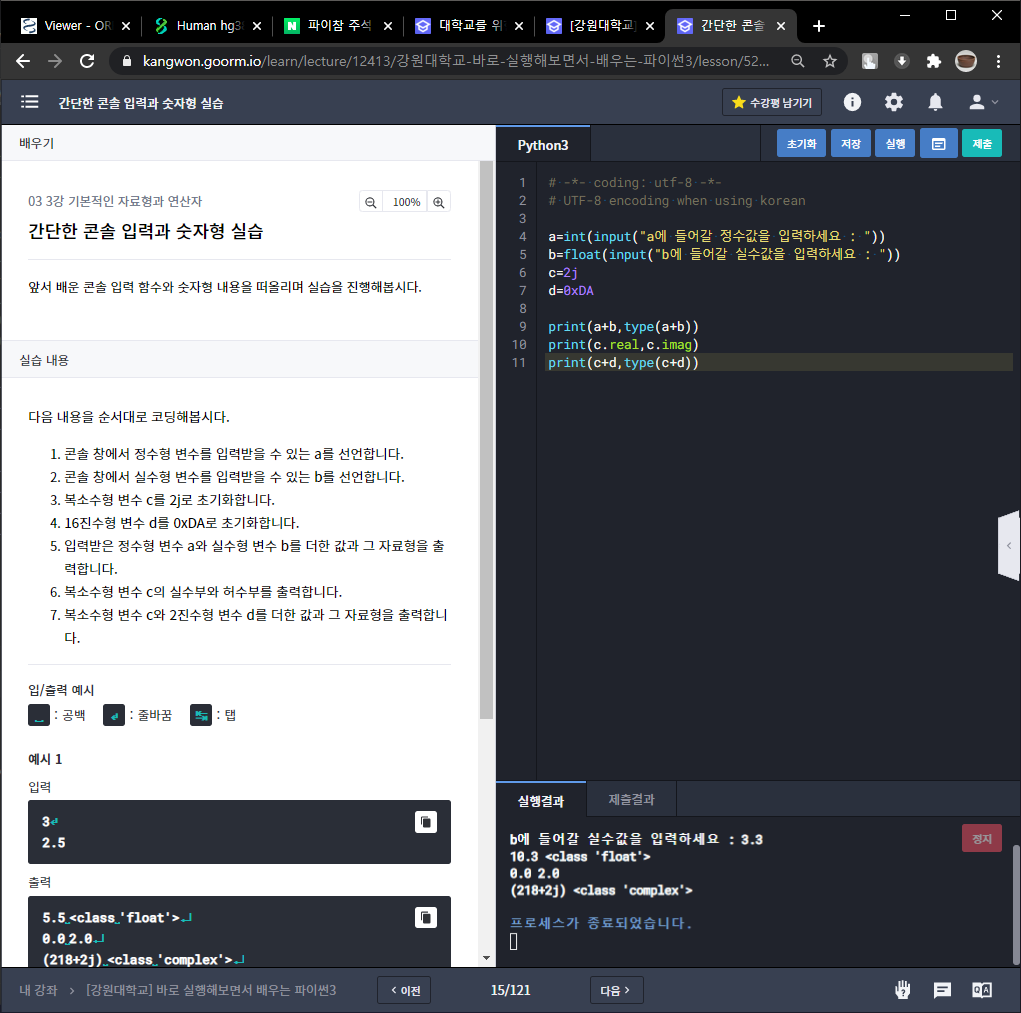 Viewer - OR
Human hg38
파이참 주석
대학교를 위
[강원대학교]
간단한 콘솔
kangwon.goorm.io/learn/lecture/12413/강원대학교-바로-실행해보면서-배우는-파이썬3/lesson/52...
간단한 콘솔 입력과 숫자형 실습
수강평 남기기
배우기
03 3강 기본적인 자료형과 연산자
100%
간단한 콘솔 입력과 숫자형 실습
앞서 배운 콘솔 입력 함수와 숫자형 내용을 떠올리며 실습을 진행해봅시다.
실습 내용
다음 내용을 순서대로 코딩해봅시다.
1. 콘솔 창에서 정수형 변수를 입력받을 수 있는 a를 선언합니다.
2. 콘솔 창에서 실수형 변수를 입력받을 수 있는 b를 선언합니다.
3. 복소수형 변수 c를 2j로 초기화합니다.
4. 16진수형 변수 d를 0xDA로 초기화합니다.
5. 입력받은 정수형 변수 a와 실수형 변수 b를 더한 값과 그 자료형을 출
력합니다.
6. 복소수형 변수 c의 실수부와 허수부를 출력합니다.
7. 복소수형 변수 c와 2진수형 변수 d를 더한 값과 그 자료형을 출력합니
다.
입/출력 예시
: 공백 : 줄바꿈 : 탭
예시 1
입력
3↵
2.5
출력
5.5 <class 'float'>↵
0.0 2.0↵
(218+2j) <class 'complex'>↵
Python3
초기화
저장
실행
제출
1 # -*- coding: utf-8 -*-
2 # UTF-8 encoding when using korean
3
4 a=int(input("a에 들어갈 정수값을 입력하세요 : "))
5 b=float(input("b에 들어갈 실수값을 입력하세요 : "))
6 c=2j
7 d=0xDA
8
9 print(a+b,type(a+b))
10 print(c.real,c.imag)
11 print(c+d,type(c+d))
실행결과
제출결과
정지
b에 들어갈 실수값을 입력하세요 : 3.3
10.3 <class 'float'>
0.0 2.0
(218+2j) <class 'complex'>
프로세스가 종료되었습니다.
내 강좌 > [강원대학교] 바로 실행해보면서 배우는 파이썬3
< 이전
15/121
다음 >